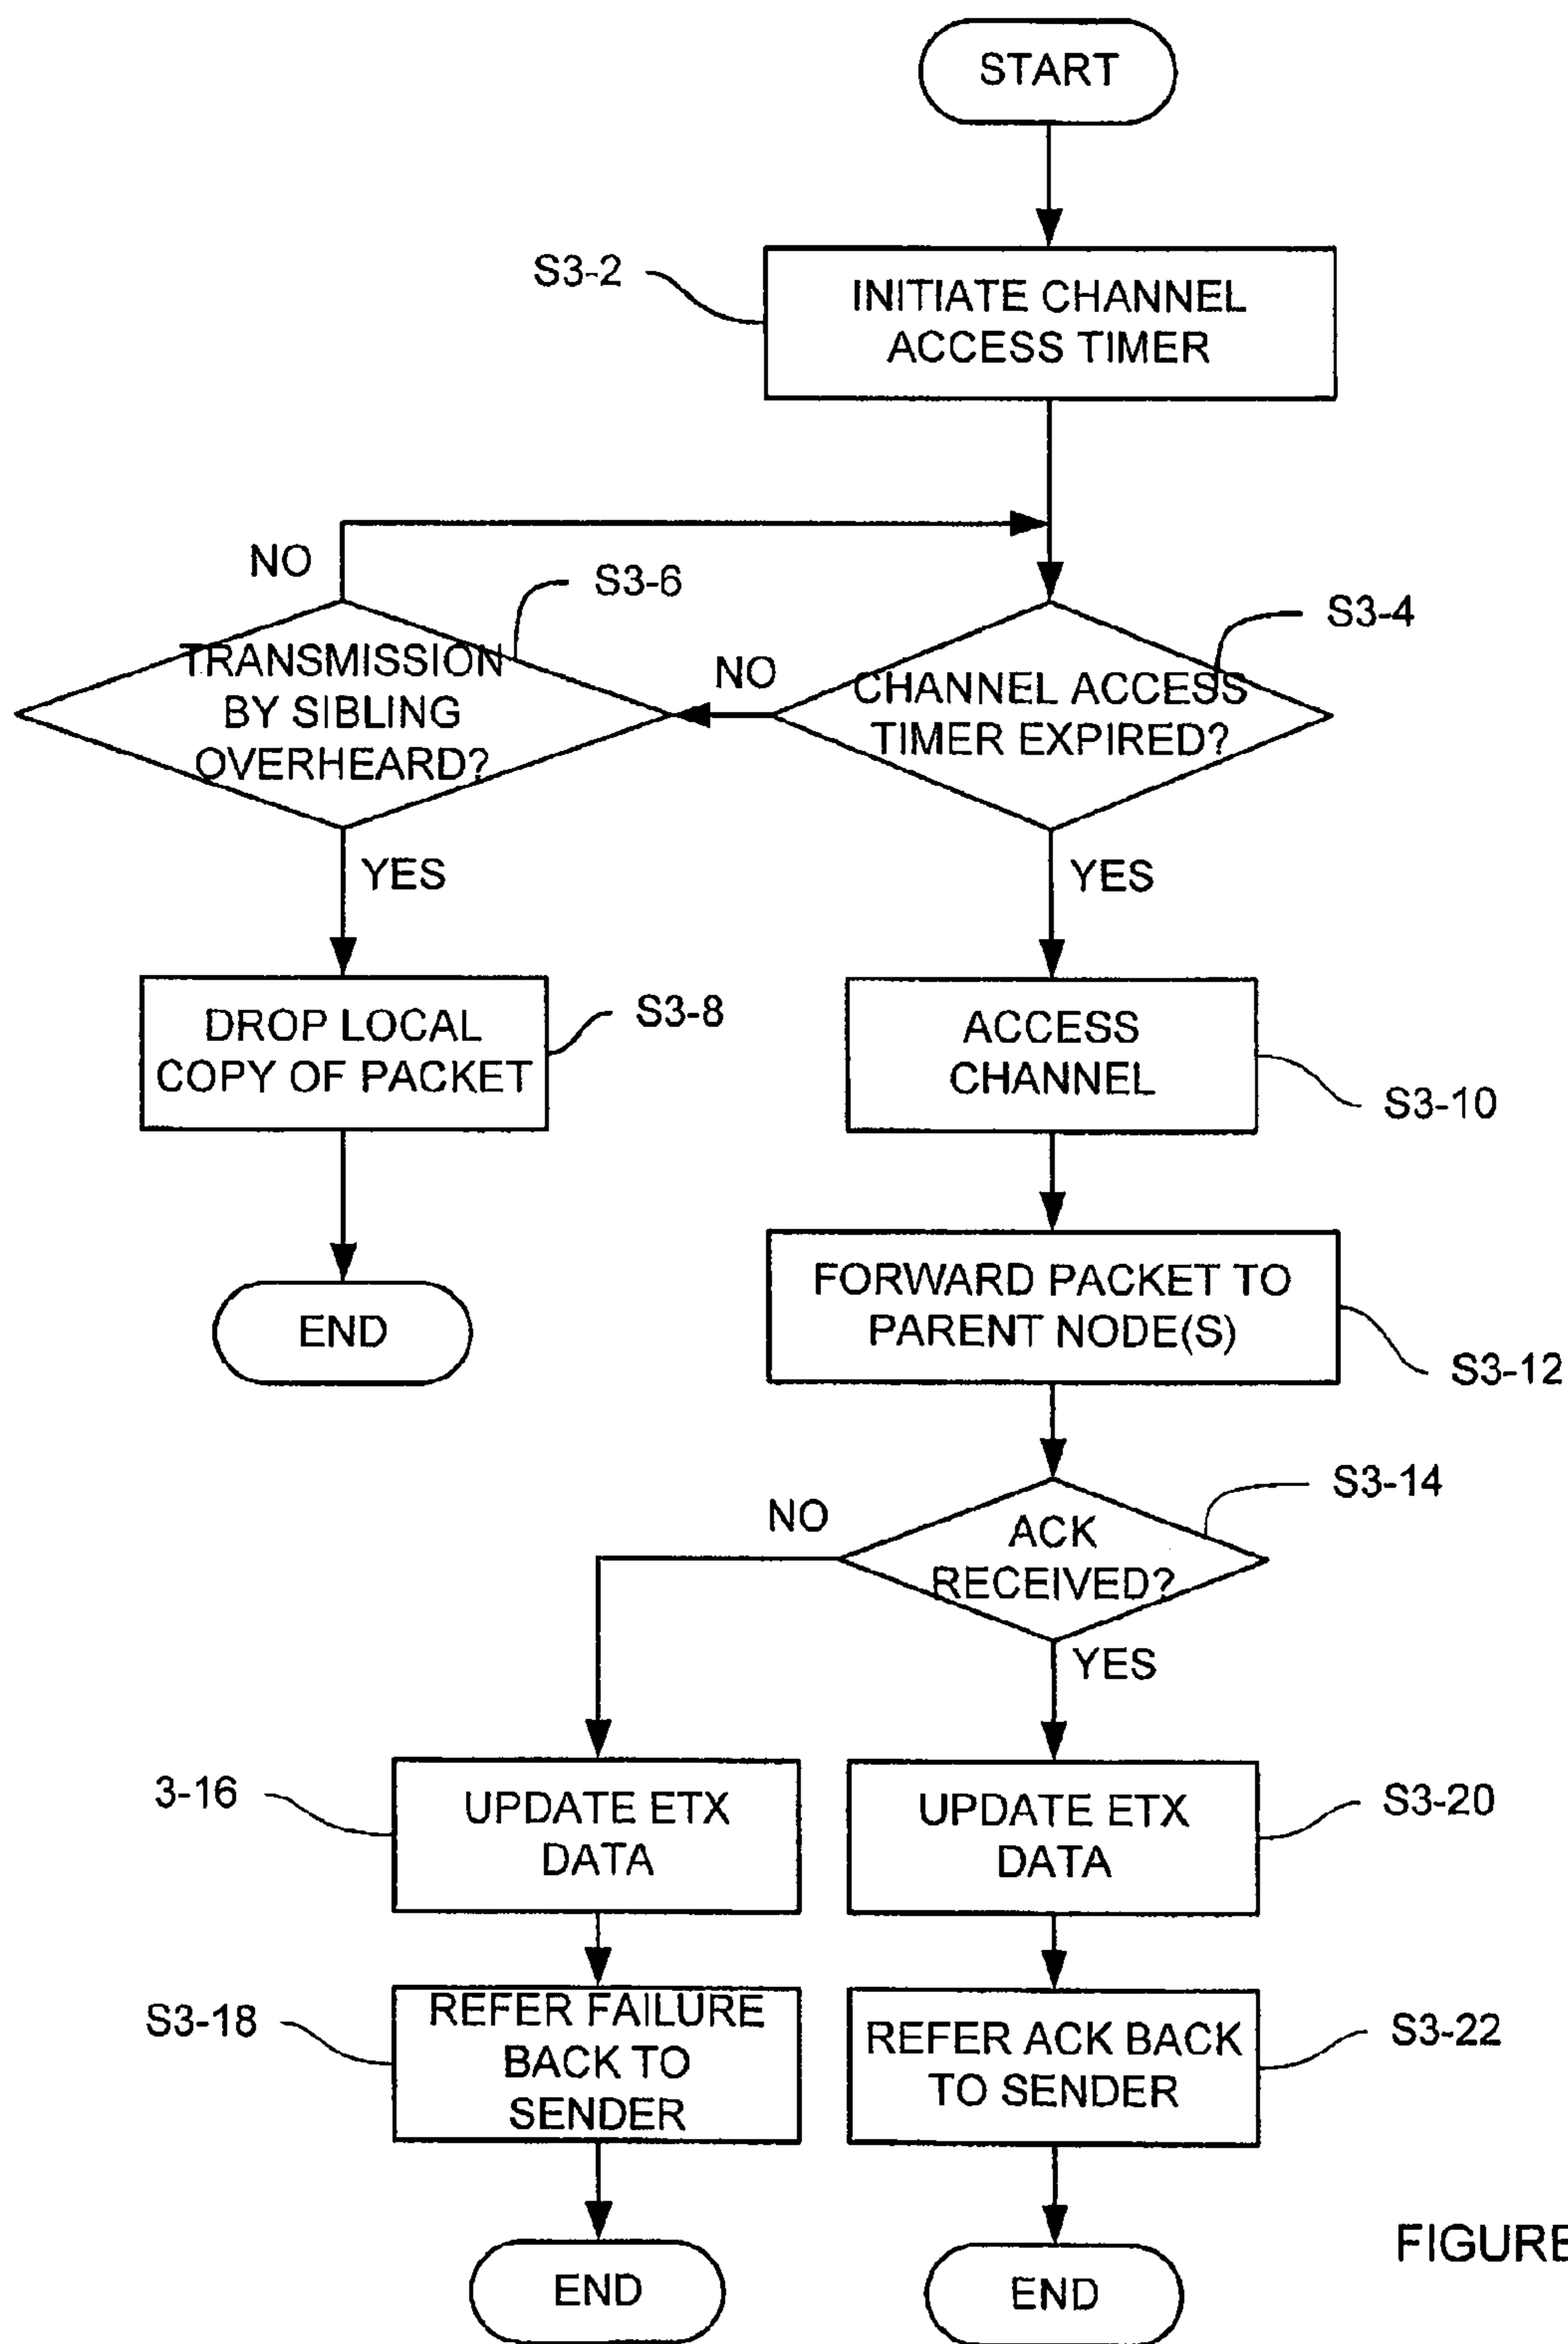 START
S3-2
INITIATE CHANNEL
ACCESS TIMER
NO
S3-6
S3-4
TRANSMISSION
BY SIBLING
OVERHEARD?
NO
CHANNEL ACCESS
TIMER EXPIRED?
YES
YES
DROP LOCAL
COPY OF PACKET
S3-8
ACCESS
CHANNEL
S3-10
END
FORWARD PACKET TO
PARENT NODE(S)
S3-12
S3-14
NO
ACK
RECEIVED?
YES
3-16
UPDATE ETX
DATA
UPDATE ETX
DATA
S3-20
S3-18
REFER FAILURE
BACK TO
SENDER
REFER ACK BACK
TO SENDER
S3-22
END
END
FIGURE